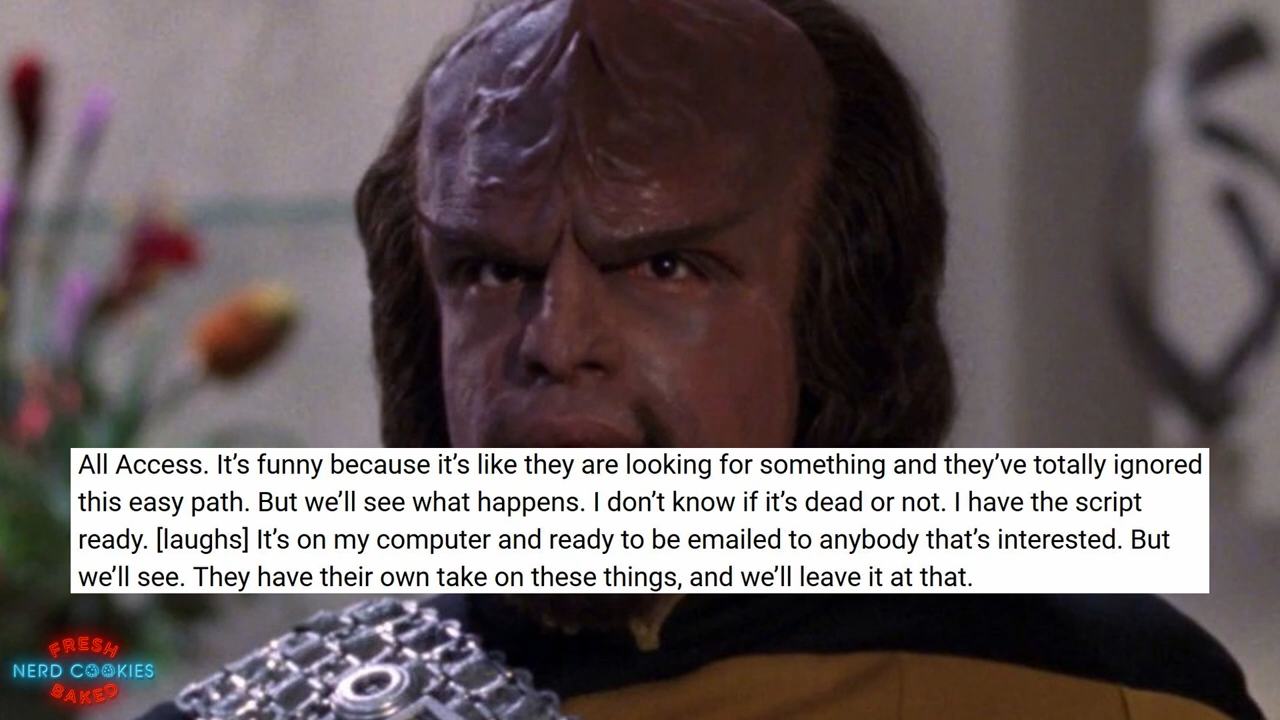 All Access. It’s funny because it’s like they are looking for something and they’ve totally ignored
this easy path. But we’ll see what happens. I don’t know if it’s dead or not. I have the script
ready. [laughs] It’s on my computer and ready to be emailed to anybody that’s interested. But
we’ll see. They have their own take on these things, and we’ll leave it at that.
FRESH
NERD COOKIES
BAKED